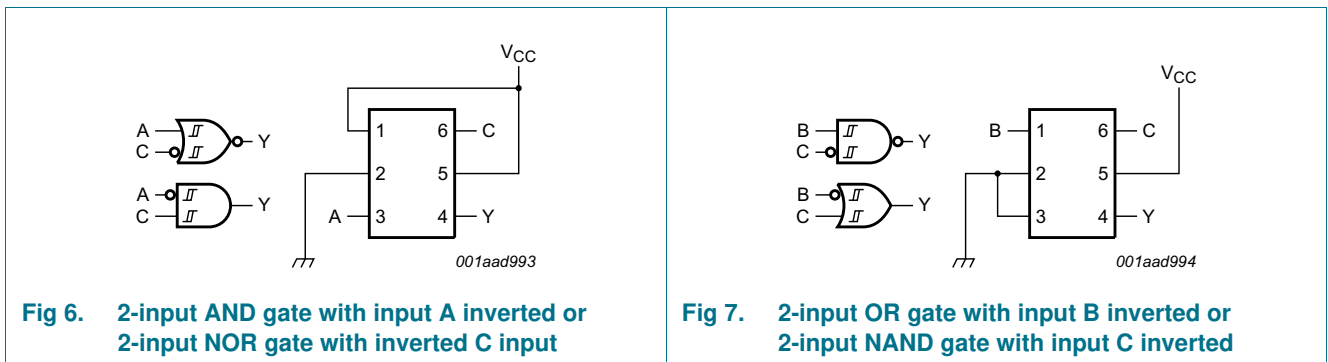 VCC
A
C
Y
A
C
Y
1
6
C
2
5
A
3
4
Y
001aad993
Fig 6. 2-input AND gate with input A inverted or
2-input NOR gate with inverted C input
VCC
B
C
Y
B
C
Y
B
1
6
C
2
5
3
4
Y
001aad994
Fig 7. 2-input OR gate with input B inverted or
2-input NAND gate with input C inverted